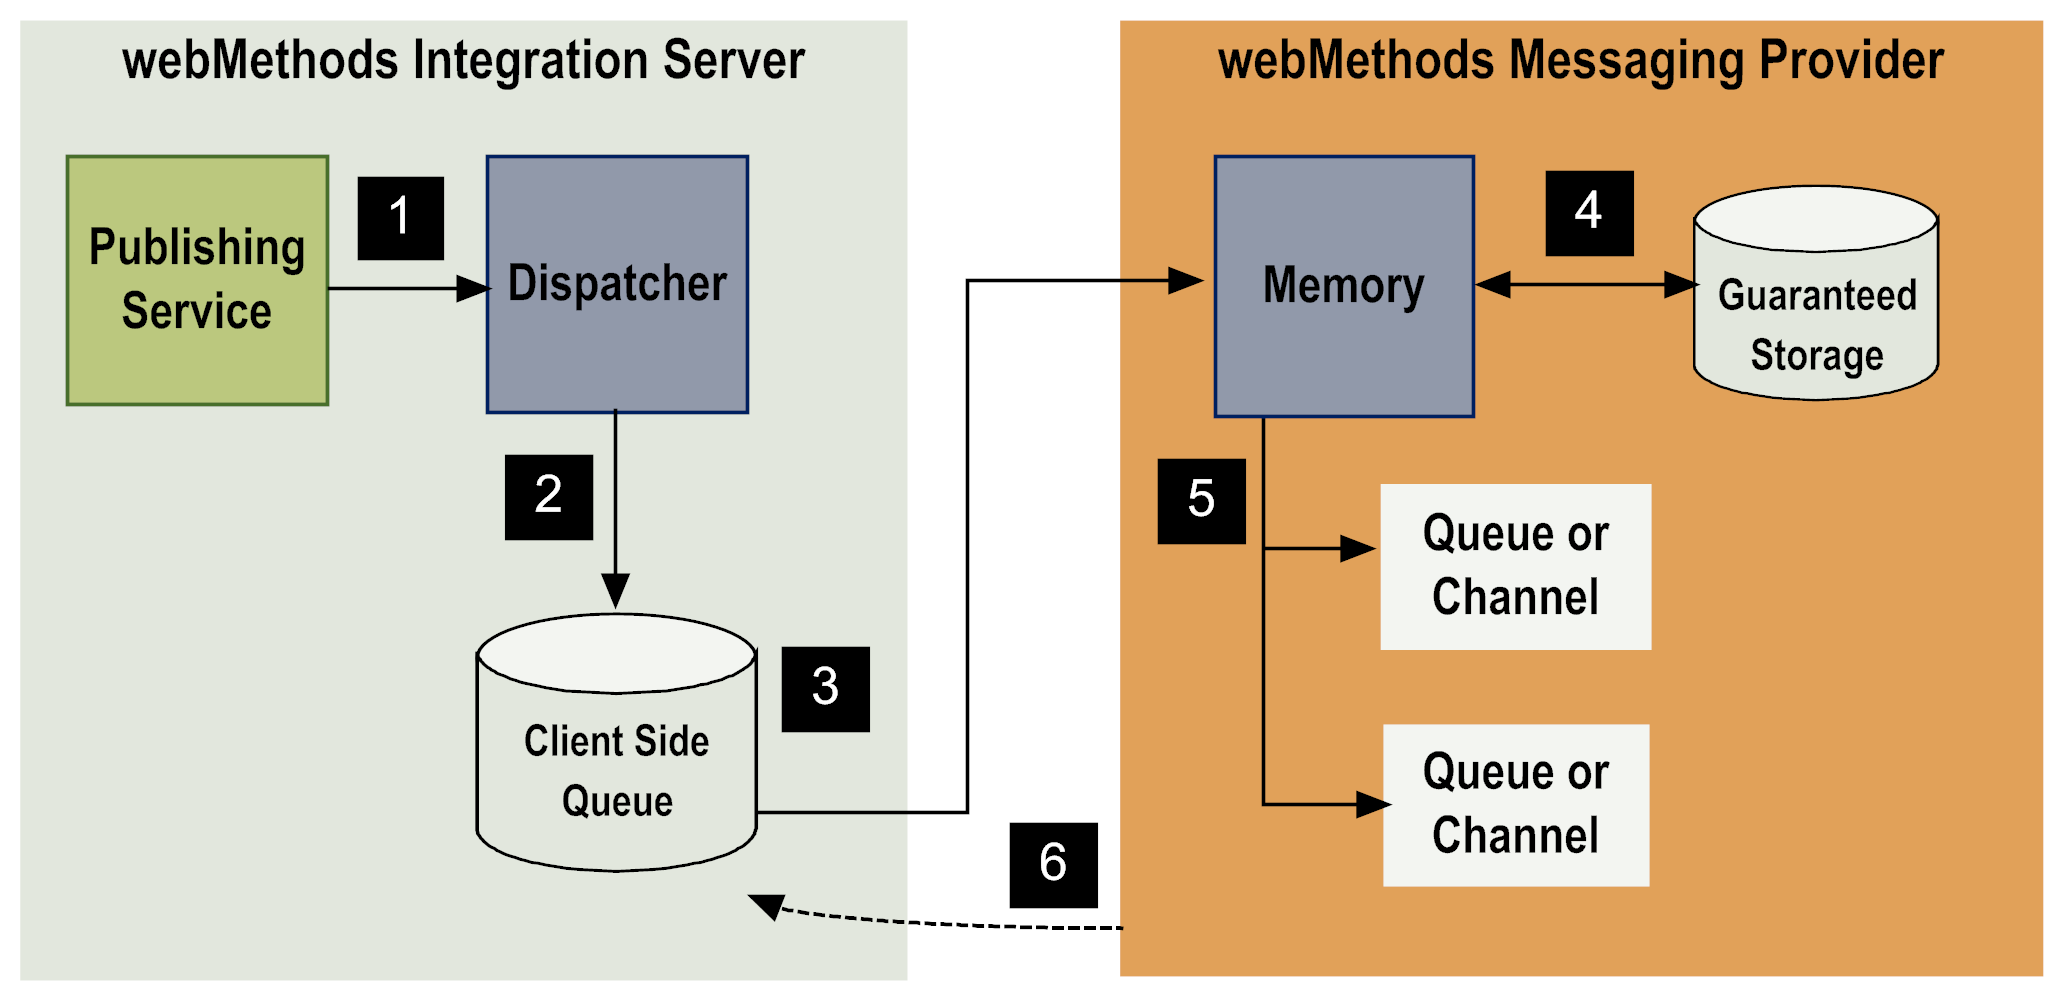 webMethods Integration Server
Publishing
Service
1
Dispatcher
2
3
Client Side
Queue
6
webMethods Messaging Provider
Memory
4
Guaranteed
Storage
5
Queue or
Channel
Queue or
Channel